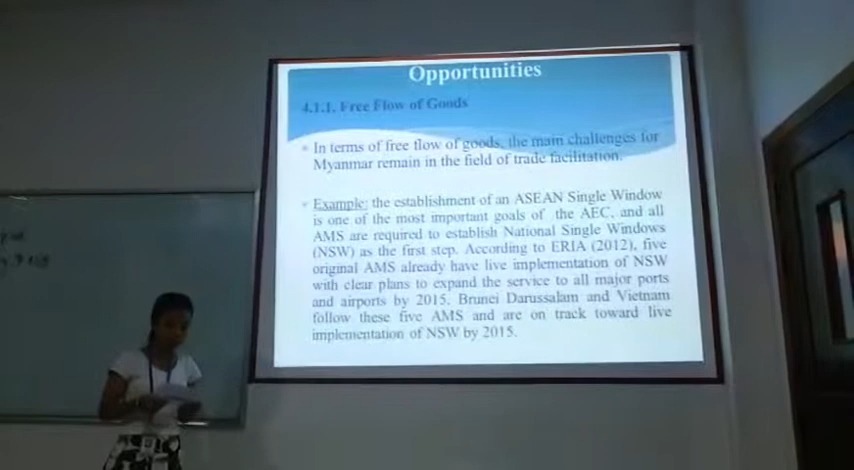 Opportunities
4.1.1. Free Flow of Goods
In terms of free flow of goods, the main challenges for
Myanmar remain in the field of trade facilitation.
Example: the establishment of an ASEAN Single Window
is one of the most important goals of the AEC, and all
AMS are required to establish National Single Windows
(NSW) as the first step. According to ERIA (2012), five
original AMS already have live implementation of NSW
with clear plans to expand the service to all major ports
and airports by 2015. Brunei Darussalam and Vietnam
follow these five AMS and are on track toward live
implementation of NSW by 2015.